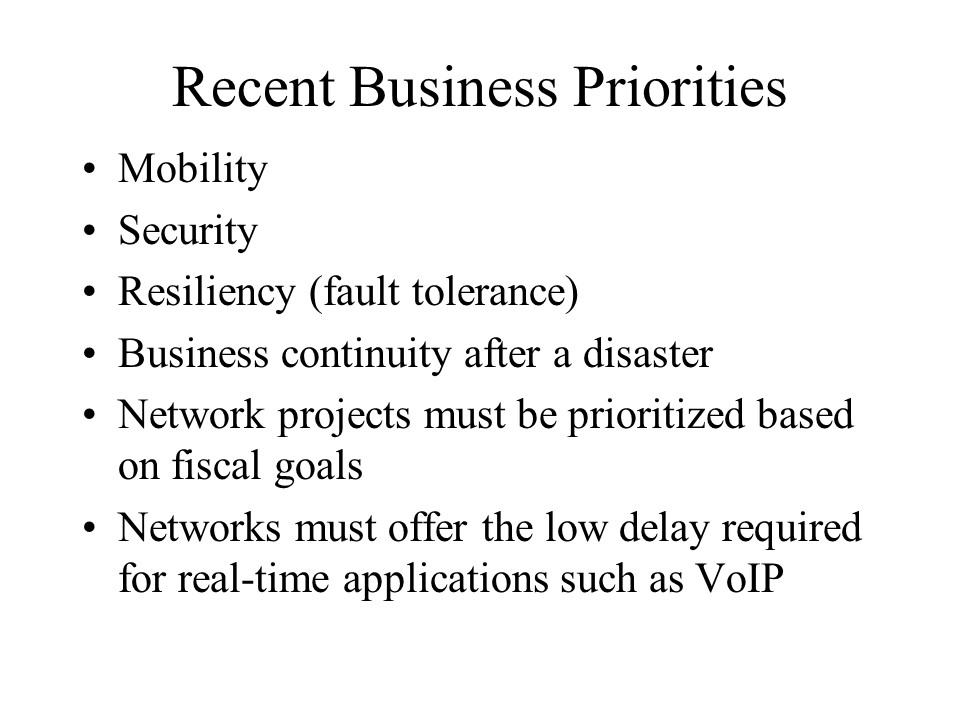 Recent Business Priorities
• Mobility
• Security
• Resiliency (fault tolerance)
• Business continuity after a disaster
• Network projects must be prioritized based
on fiscal goals
• Networks must offer the low delay required
for real-time applications such as VoIP